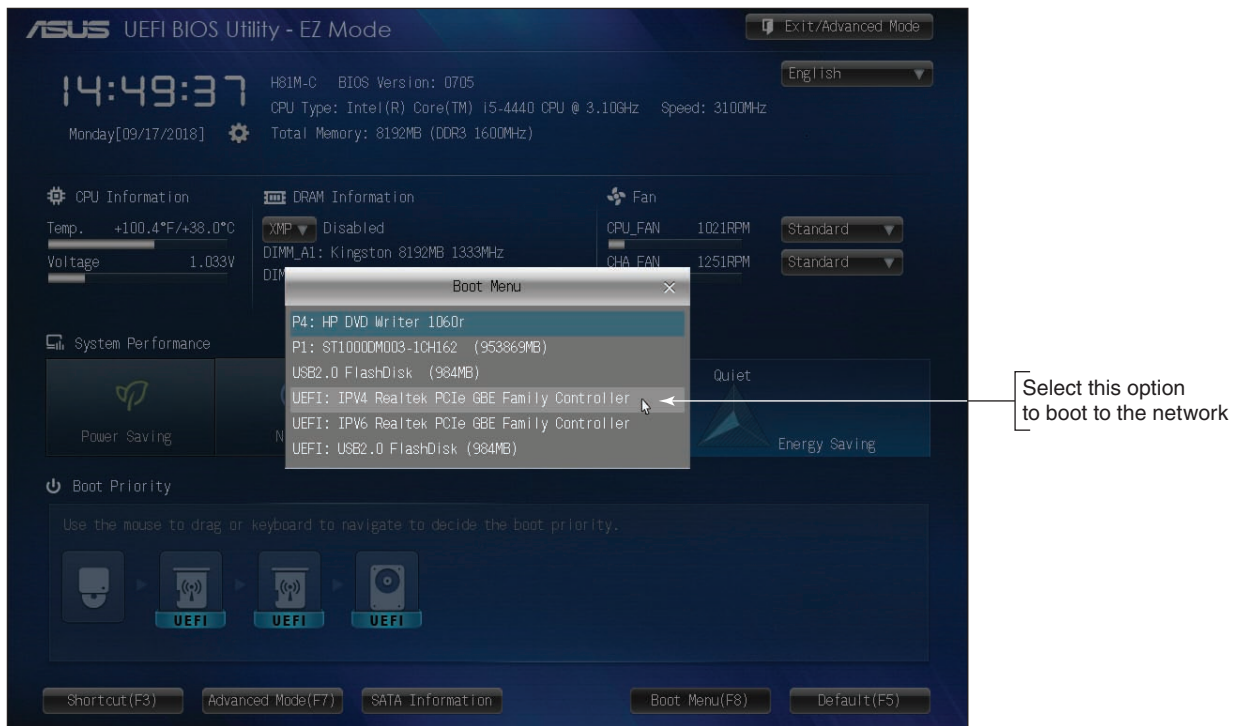 ASUS UEFI BIOS Utility - EZ Mode
Exit/Advanced Mode
English
14:49:37
Monday[09/17/2018]
H81M-C BIOS Version: 0705
CPU Type: Intel(R) Core(TM) i5-4440 CPU @ 3.10GHz Speed: 3100MHz
Total Memory: 8192MB (DDR3 1600MHz)
CPU Information
Temp. +100.4°F/+38.0°C
Voltage 1.033V
DRAM Information
XMP Disabled
DIMM_A1: Kingston 8192MB 1333MHz
Fan
CPU_FAN 1021RPM Standard
CHA_FAN 1251RPM Standard
Boot Menu
P4: HP DVD Writer 1060r
P1: ST1000DM003-1CH162 (953869MB)
USB2.0 FlashDisk (984MB)
UEFI: IPV4 Realtek PCIe GBE Family Controller
UEFI: IPV6 Realtek PCIe GBE Family Controller
UEFI: USB2.0 FlashDisk (984MB)
Select this option
to boot to the network
System Performance
Quiet
Power Saving
Energy Saving
Boot Priority
Use the mouse to drag or keyboard to navigate to decide the boot priority.
UEFI
UEFI
UEFI
Shortcut(F3)
Advanced Mode(F7)
SATA Information
Boot Menu(F8)
Default(F5)